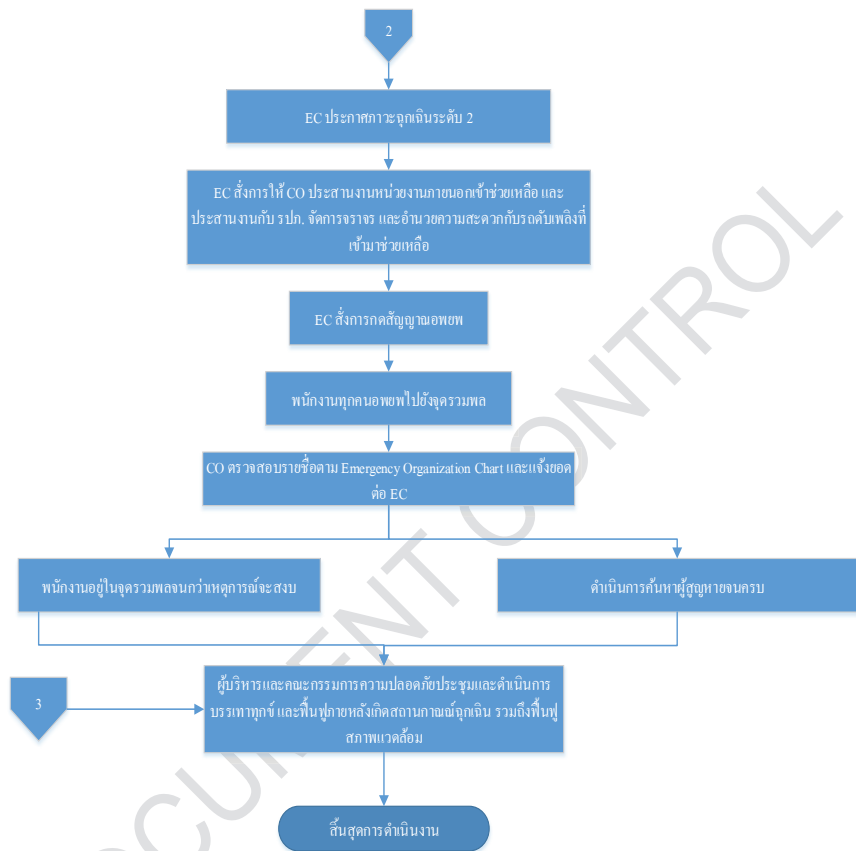 2
EC ประกาศภาวะฉุกเฉินระดับ 2
EC สั่งการให้ CO ประสานงานหน่วยงานภายนอกเข้าช่วยเหลือ และ
ประสานงานกับ รปภ. จัดการจราจร และอำนวยความสะดวกกับรถดับเพลิงที่
เข้ามาช่วยเหลือ
EC สั่งการกดสัญญาณอพยพ
พนักงานทุกคนอพยพไปยังจุดรวมพล
CO ตรวจสอบรายชื่อตาม Emergency Organization Chart และแจ้งยอด
ต่อ EC
พนักงานอยู่ในจุดรวมพลจนกว่าเหตุการณ์จะสงบ
ดำเนินการค้นหาผู้สูญหายจนครบ
3
ผู้บริหารและคณะกรรมการความปลอดภัยประชุมและดำเนินการ
บรรเทาทุกข์ และฟื้นฟูภายหลังเกิดสถานกาณณ์ฉุกเฉิน รวมถึงฟื้นฟู
สภาพแวดล้อม
สิ้นสุดการดำเนินงาน
OCUMENT CONTROL